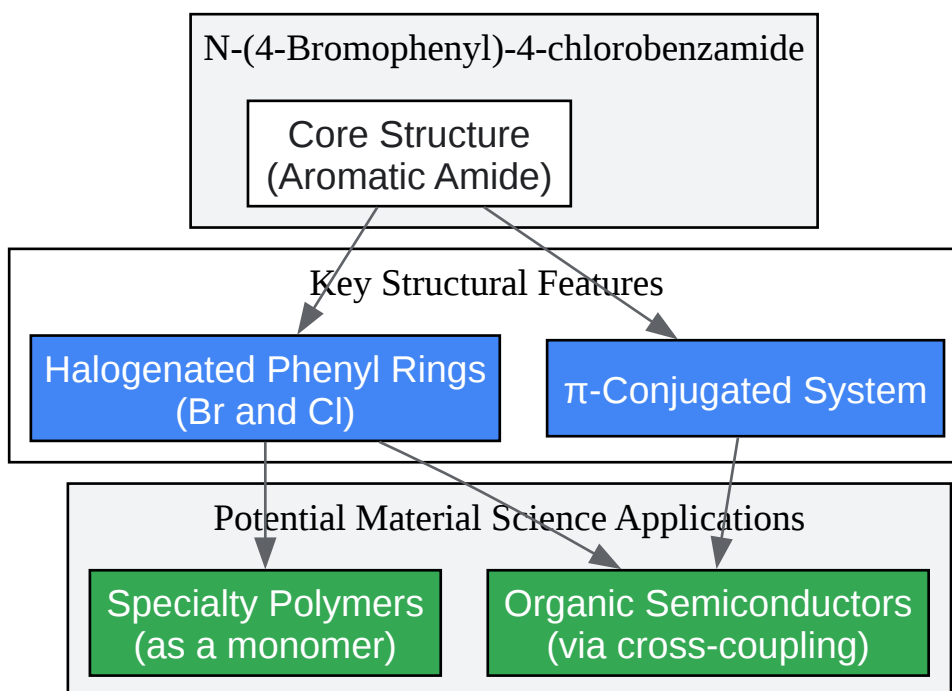 N-(4-Bromophenyl)-4-chlorobenzamide
Core Structure
(Aromatic Amide)
Key Structural Features
Halogenated Phenyl Rings
(Br and Cl)
π-Conjugated System
Potential Material Science Applications
Specialty Polymers
(as a monomer)
Organic Semiconductors
(via cross-coupling)